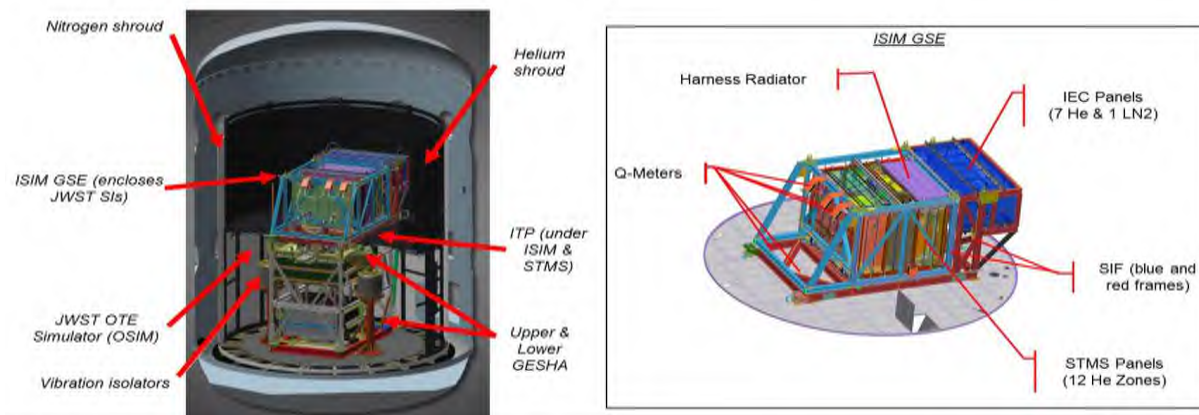 Nitrogen shroud
Helium
shroud
ISIM GSE (encloses
JWST SIs)
ITP (under
ISIM &
STMS)
JWST OTE
Simulator (OSIM)
Upper &
Lower
GESHA
Vibration isolators
ISIM GSE
Harness Radiator
IEC Panels
(7 He & 1 LN2)
Q-Meters
SIF (blue and
red frames)
STMS Panels
(12 He Zones)